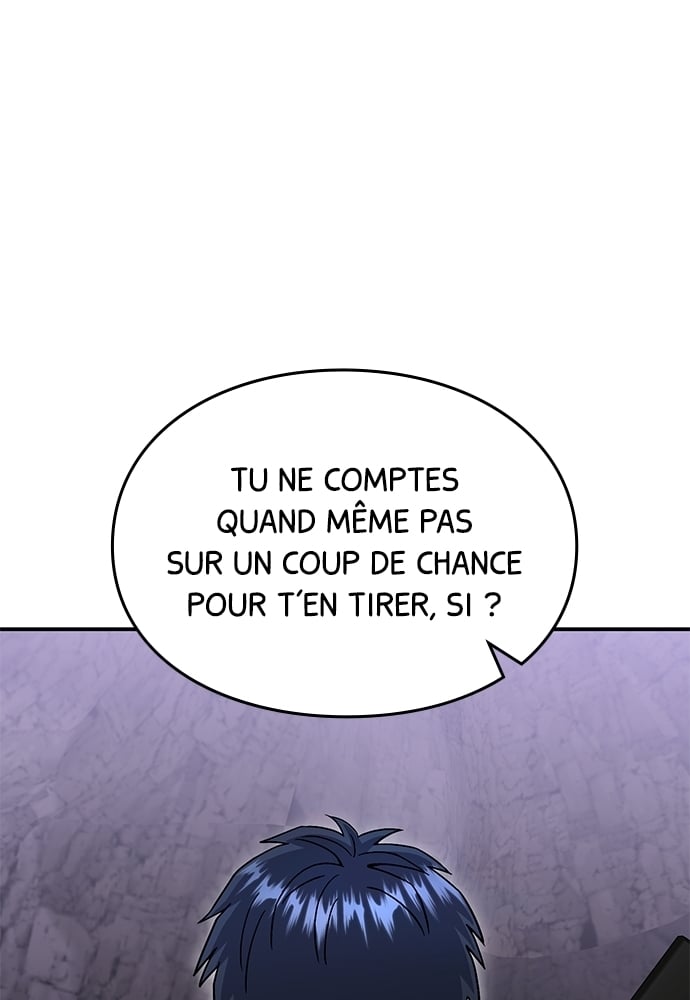 TU NE COMPTES
QUAND MÊME PAS
SUR UN COUP DE CHANCE
POUR T'EN TIRER, SI ?